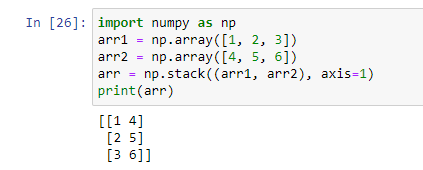 In [26]: import numpy as np
arr1 = np.array([1, 2, 3])
arr2 = np.array([4, 5, 6])
arr = np.stack((arr1, arr2), axis=1)
print(arr)
[[1 4]
 [2 5]
 [3 6]]